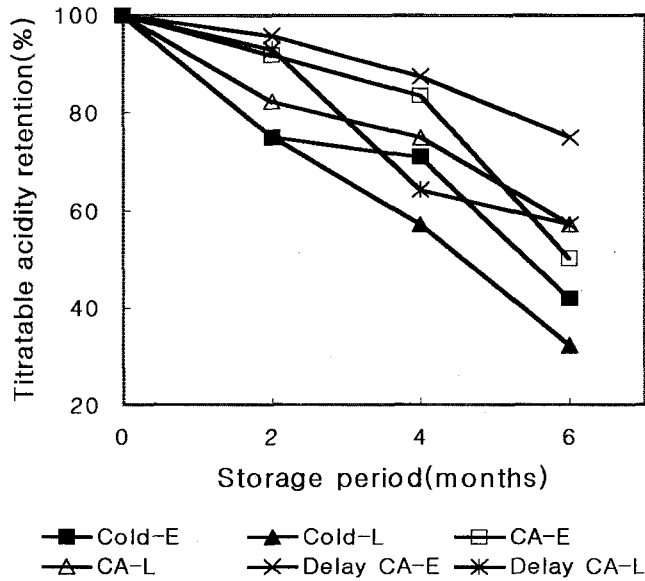 Titratable acidity retention(%)
100
80
60
40
20
0
2
4
6
Storage period(months)
Cold-E
Cold-L
CA-E
CA-L
Delay CA-E
Delay CA-L